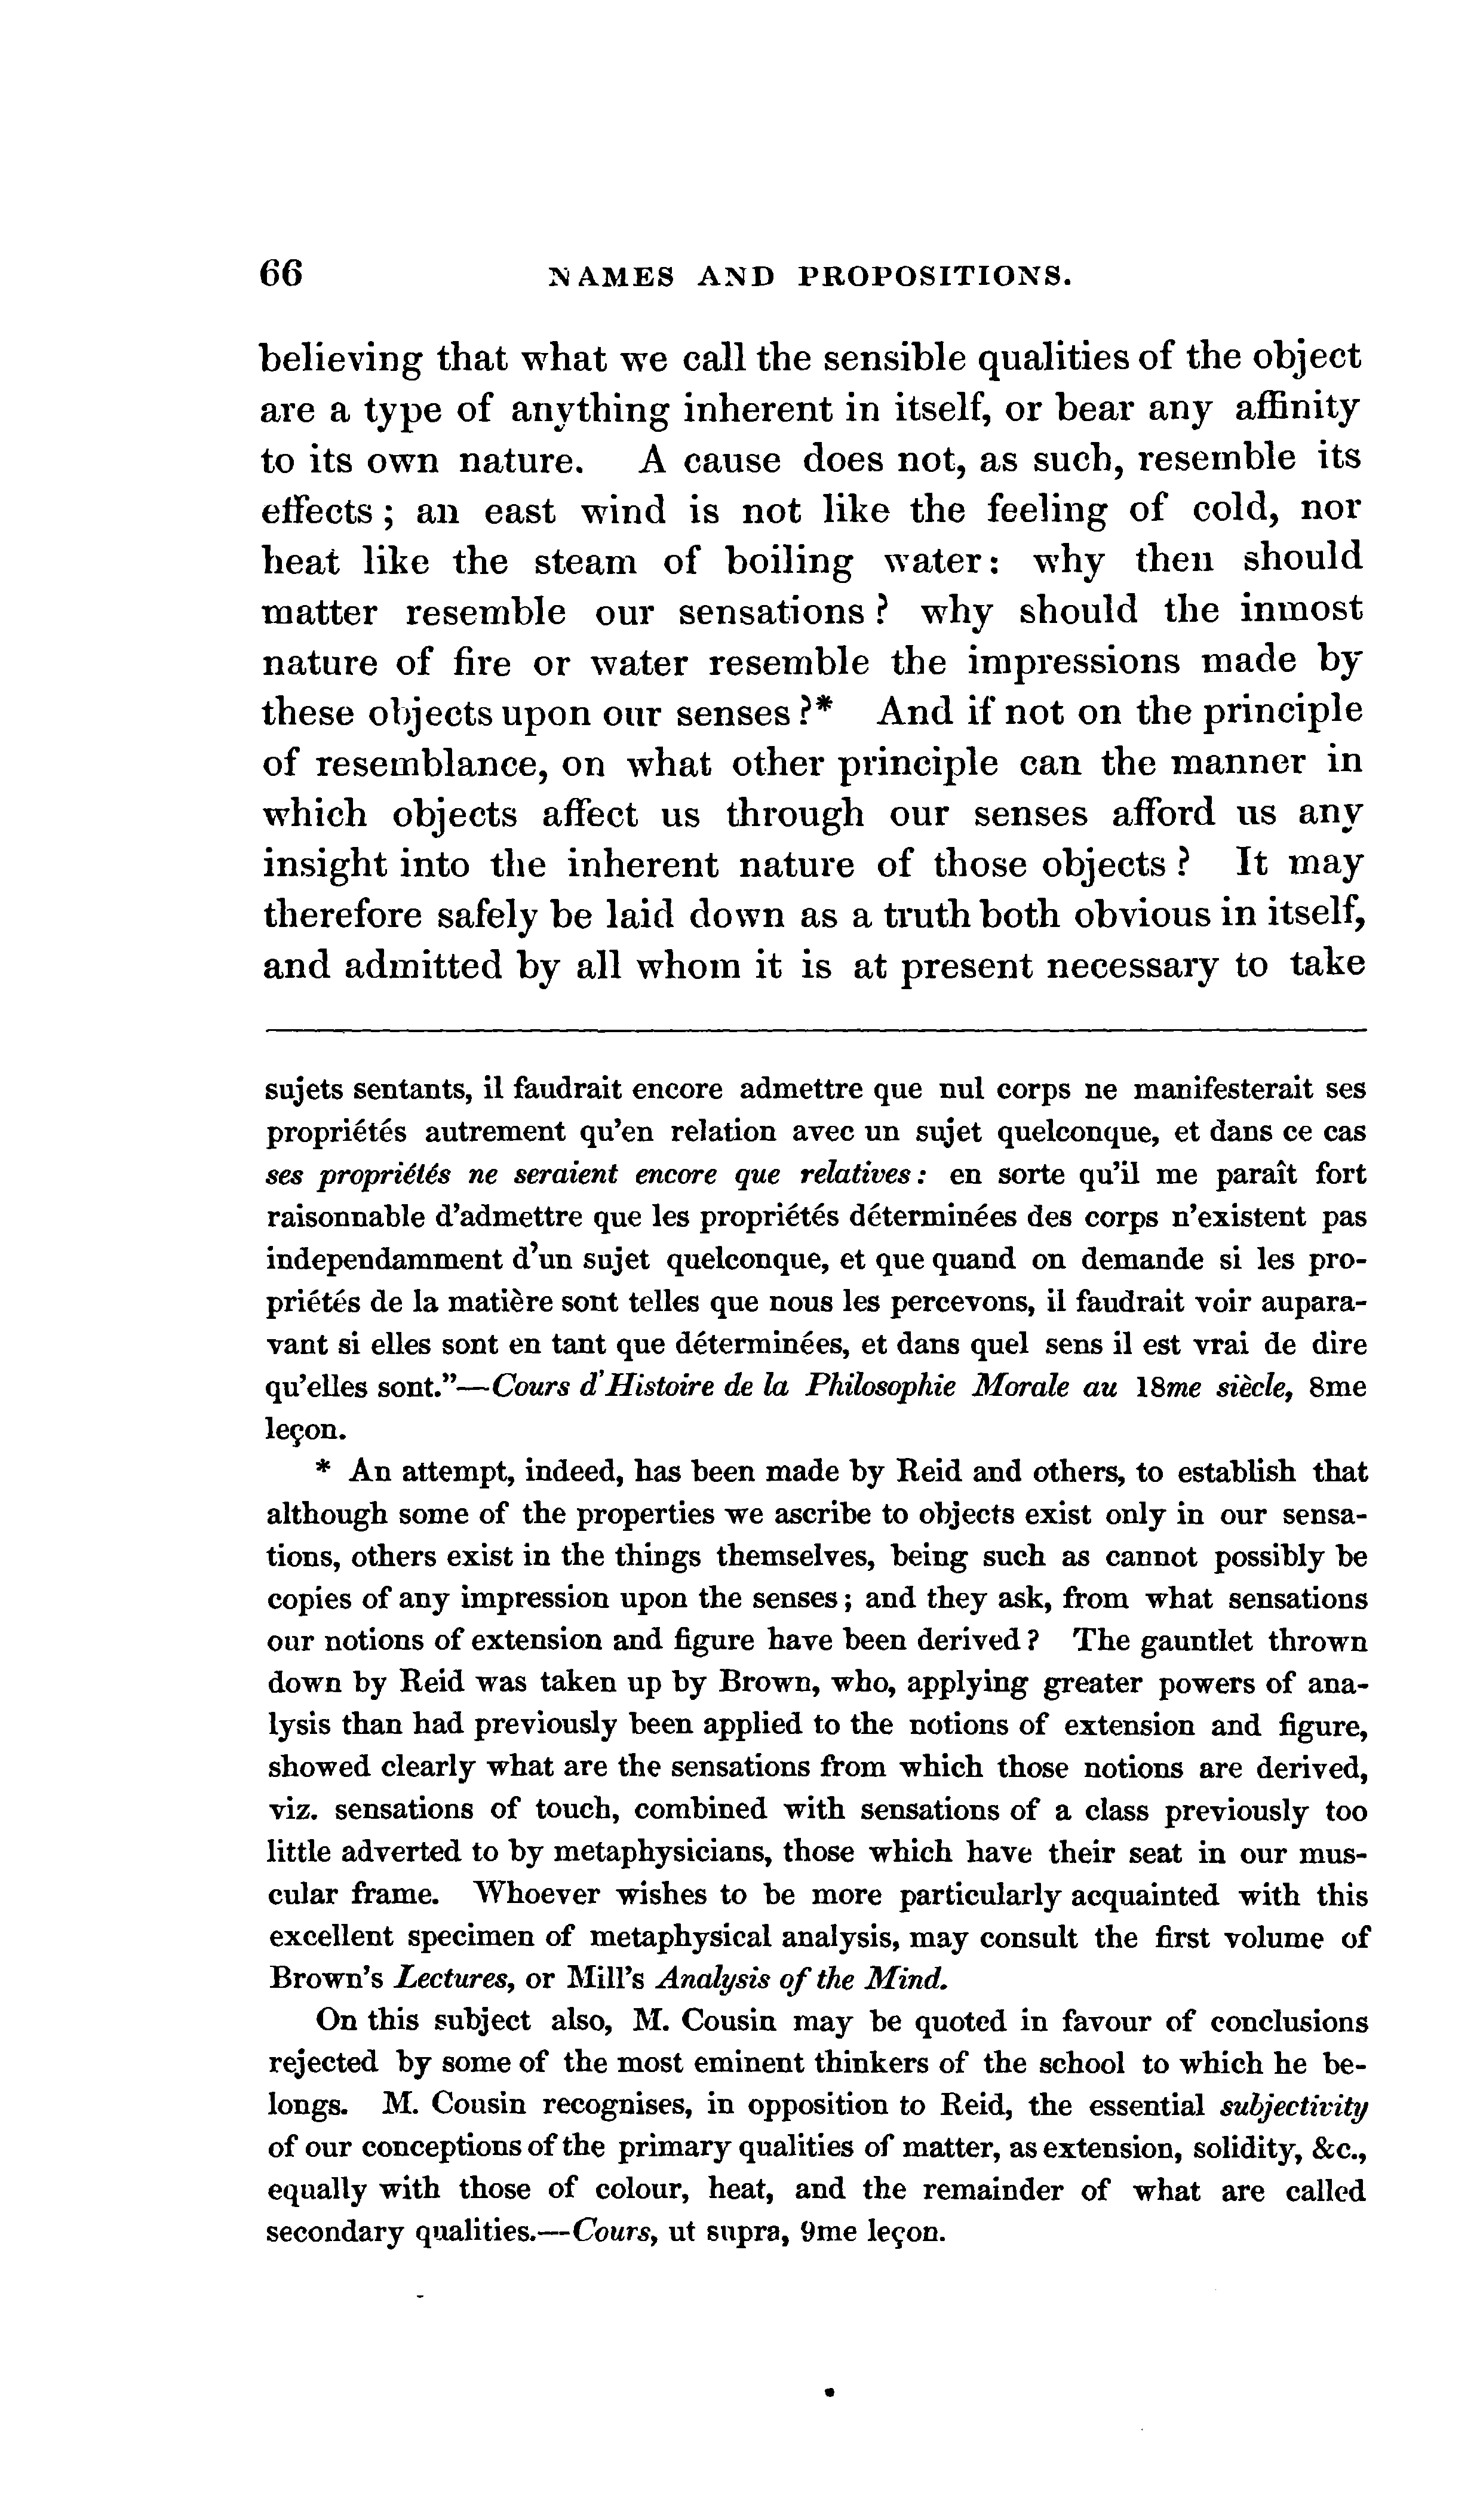 66 NAMES AND PROPOSITIONS.
believing that what we call the sensible qualities of the object
are a type of anything inherent in itself, or bear any affinity
to its own nature. A cause does not, as such, resemble its
effects ; an east wind is not like the feeling of cold, nor
heat like the steam of boiling water : why then should
matter resemble our sensations ? why should the inmost
nature of fire or water resemble the impressions made by
these objects upon our senses ?* And if not on the principle
of resemblance, on what other principle can the manner in
which objects affect us through our senses afford us any
insight into the inherent nature of those objects ? It may
therefore safely be laid down as a truth both obvious in itself,
and admitted by all whom it is at present necessary to take
sujets sentants, il faudrait encore admettre que nul corps ne manifesterait ses
propriétés autrement qu'en relation avec un sujet quelconque, et dans ce cas
ses propriétés ne seraient encore que relatives : en sorte qu'il me paraît fort
raisonnable d'admettre que les propriétés déterminées des corps n'existent pas
independamment d'un sujet quelconque, et que quand on demande si les pro-
priétés de la matière sont telles que nous les percevons, il faudrait voir aupara-
vant si elles sont en tant que déterminées, et dans quel sens il est vrai de dire
qu'elles sont."—Cours d'Histoire de la Philosophie Morale au 18me siècle, 8me
leçon.
* An attempt, indeed, has been made by Reid and others, to establish that
although some of the properties we ascribe to objects exist only in our sensa-
tions, others exist in the things themselves, being such as cannot possibly be
copies of any impression upon the senses ; and they ask, from what sensations
our notions of extension and figure have been derived ? The gauntlet thrown
down by Reid was taken up by Brown, who, applying greater powers of ana-
lysis than had previously been applied to the notions of extension and figure,
showed clearly what are the sensations from which those notions are derived,
viz. sensations of touch, combined with sensations of a class previously too
little adverted to by metaphysicians, those which have their seat in our mus-
cular frame. Whoever wishes to be more particularly acquainted with this
excellent specimen of metaphysical analysis, may consult the first volume of
Brown's Lectures, or Mill's Analysis of the Mind.
On this subject also, M. Cousin may be quoted in favour of conclusions
rejected by some of the most eminent thinkers of the school to which he be-
longs. M. Cousin recognises, in opposition to Reid, the essential subjectivity
of our conceptions of the primary qualities of matter, as extension, solidity, &c.,
equally with those of colour, heat, and the remainder of what are called
secondary qualities.—Cours, ut supra, 9me leçon.